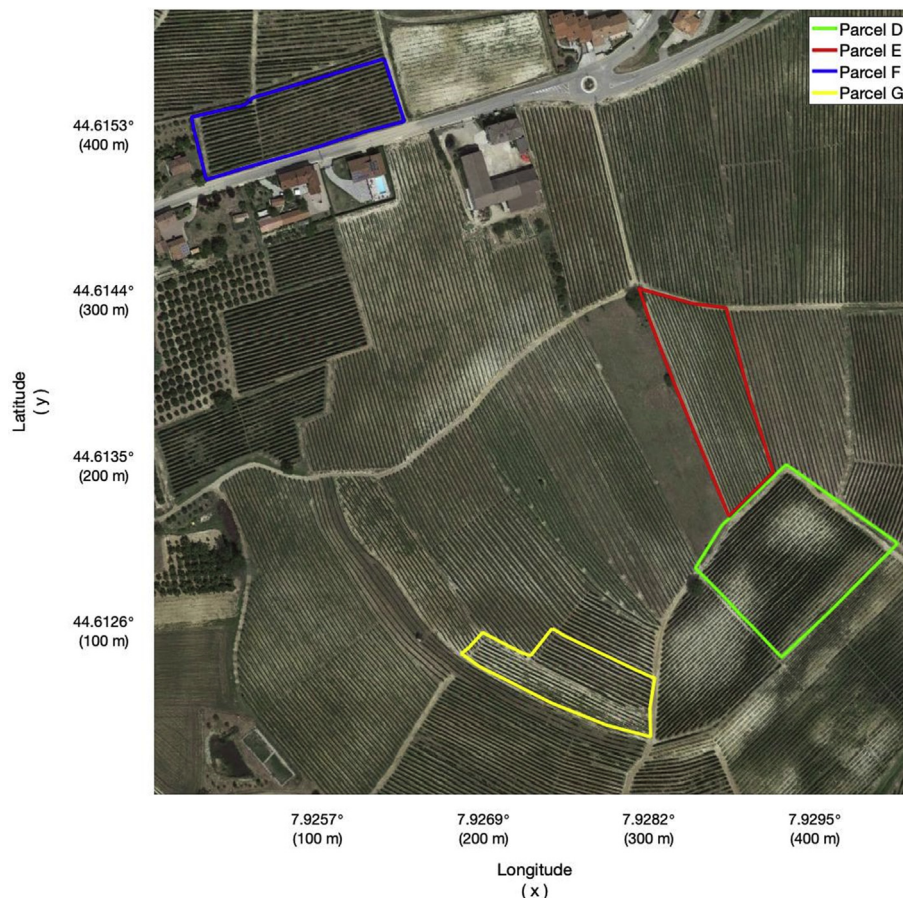 Parcel D
Parcel E
Parcel F
Parcel G
44.6153°
(400 m)
44.6144°
(300 m)
Latitude
( y )
44.6135°
(200 m)
44.6126°
(100 m)
7.9257° 7.9269° 7.9282° 7.9295°
(100 m) (200 m) (300 m) (400 m)
Longitude
( x )